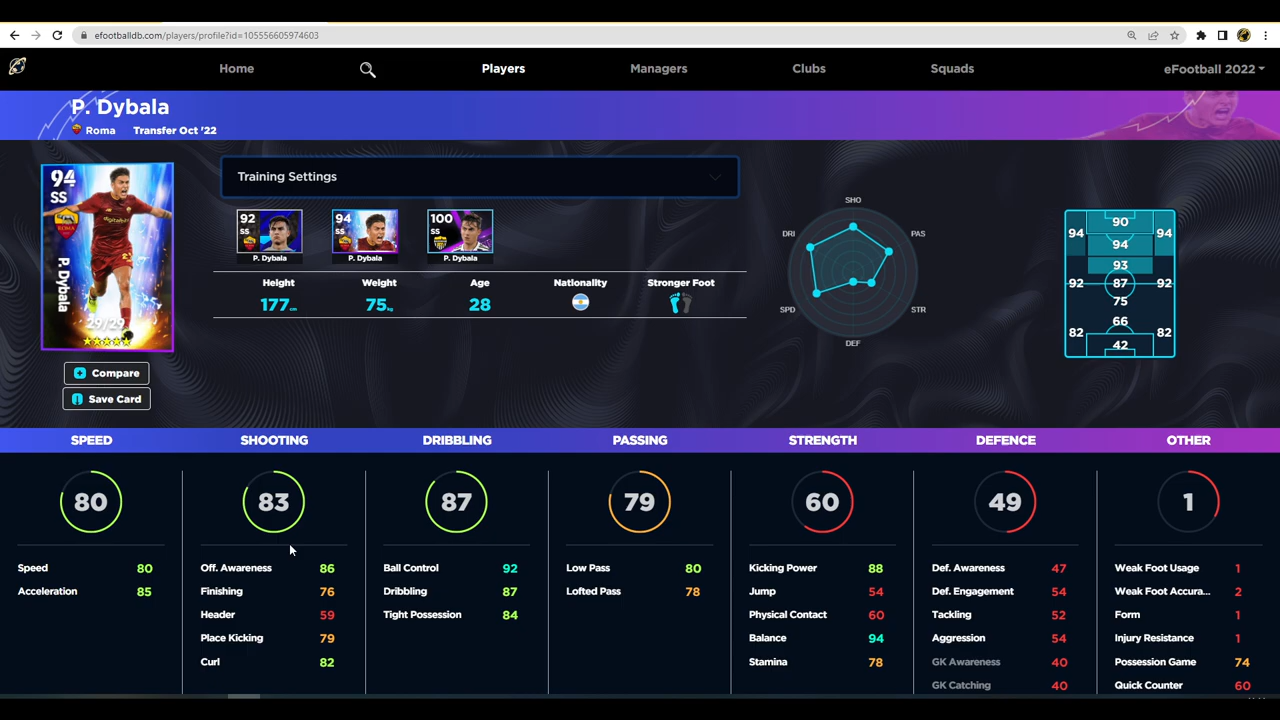 efootballdb.com/players/profile?id=105556605974603
Home
Players
Managers
Clubs
Squads
eFootball 2022
P. Dybala
Roma Transfer Oct '22
94
SS
P. Dybala
29/29
Training Settings
92 SS P. Dybala
94 SS P. Dybala
100 SS P. Dybala
Height Weight Age Nationality Stronger Foot
177cm 75kg 28
Compare
Save Card
SHO
DRI PAS
SPD STR
DEF
90
94 94 94
93
92 87 92
75
66
82 82
42
SPEED SHOOTING DRIBBLING PASSING STRENGTH DEFENCE OTHER
80 83 87 79 60 49 1
Speed 80
Acceleration 85
Off. Awareness 86
Finishing 76
Header 59
Place Kicking 79
Curl 82
Ball Control 92
Dribbling 87
Tight Possession 84
Low Pass 80
Lofted Pass 78
Kicking Power 88
Jump 54
Physical Contact 60
Balance 94
Stamina 78
Def. Awareness 47
Def. Engagement 54
Tackling 52
Aggression 54
GK Awareness 40
GK Catching 40
Weak Foot Usage 1
Weak Foot Accura... 2
Form 1
Injury Resistance 1
Possession Game 74
Quick Counter 60